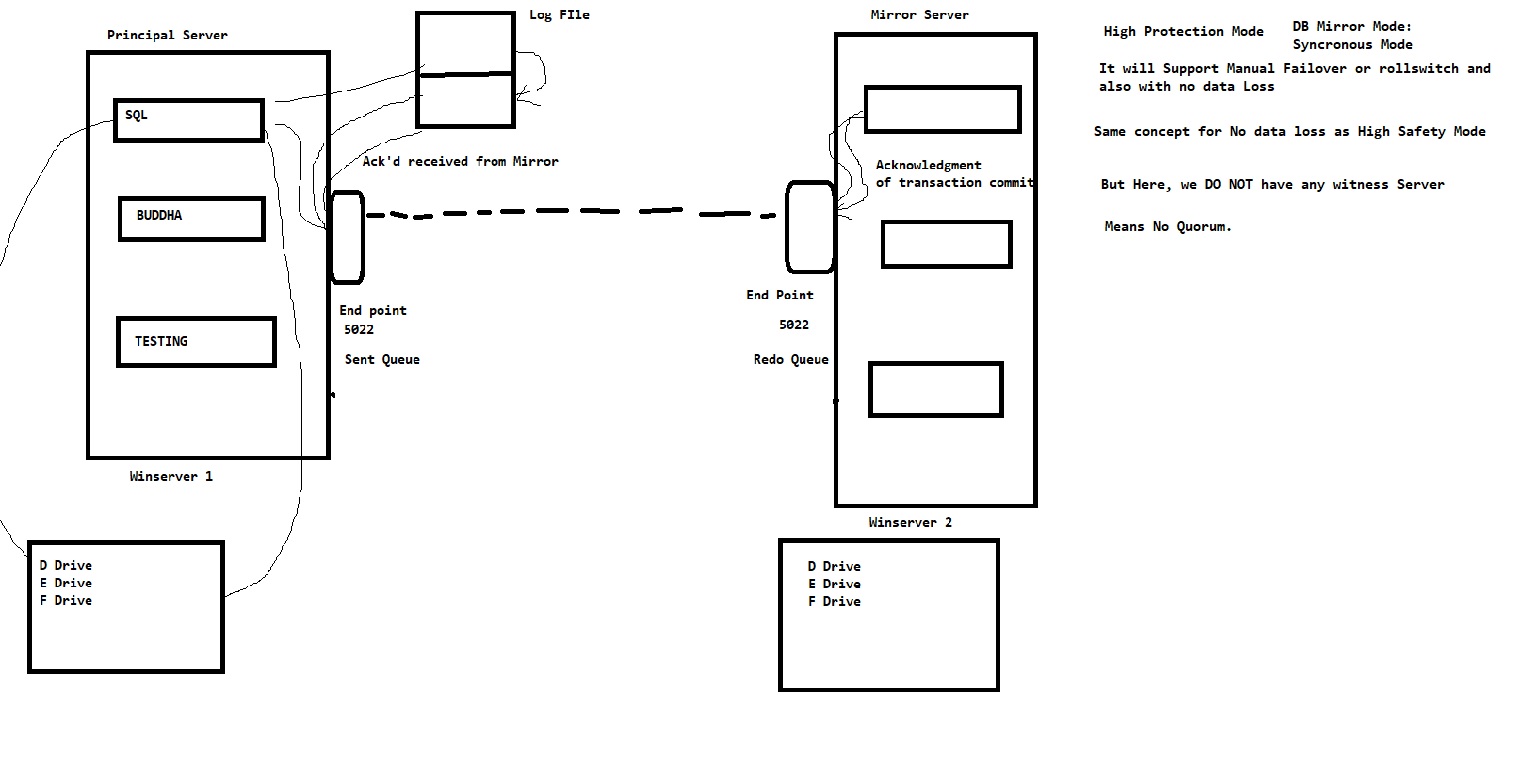 Log FIle
Mirror Server
Principal Server
High Protection Mode
DB Mirror Mode:
Syncronous Mode
It will Support Manual Failover or rollswitch and
also with no data Loss
SQL
Same concept for No data loss as High Safety Mode
Ack'd received from Mirror
Acknowledgment
of transaction commit
But Here, we DO NOT have any witness Server
BUDDHA
Means No Quorum.
End Point
5022
End point
5022
TESTING
Sent Queue
Redo Queue
Winserver 1
Winserver 2
D Drive
E Drive
F Drive
D Drive
E Drive
F Drive